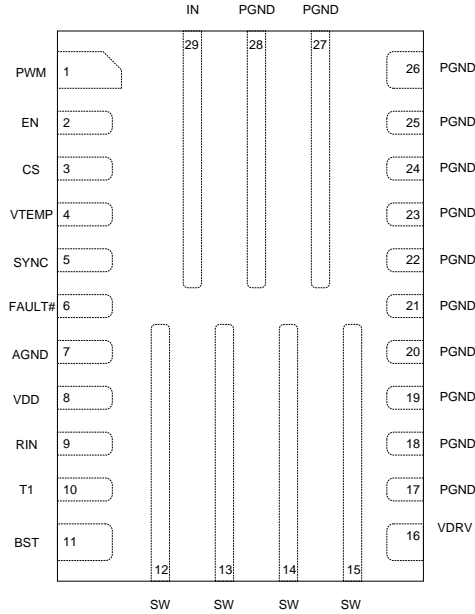 IN PGND PGND
29 28 27
PWM 1 26 PGND
EN 2 25 PGND
CS 3 24 PGND
VTEMP 4 23 PGND
SYNC 5 22 PGND
FAULT# 6 21 PGND
AGND 7 20 PGND
VDD 8 19 PGND
RIN 9 18 PGND
T1 10 17 PGND
BST 11 16 VDRV
12 13 14 15
SW SW SW SW